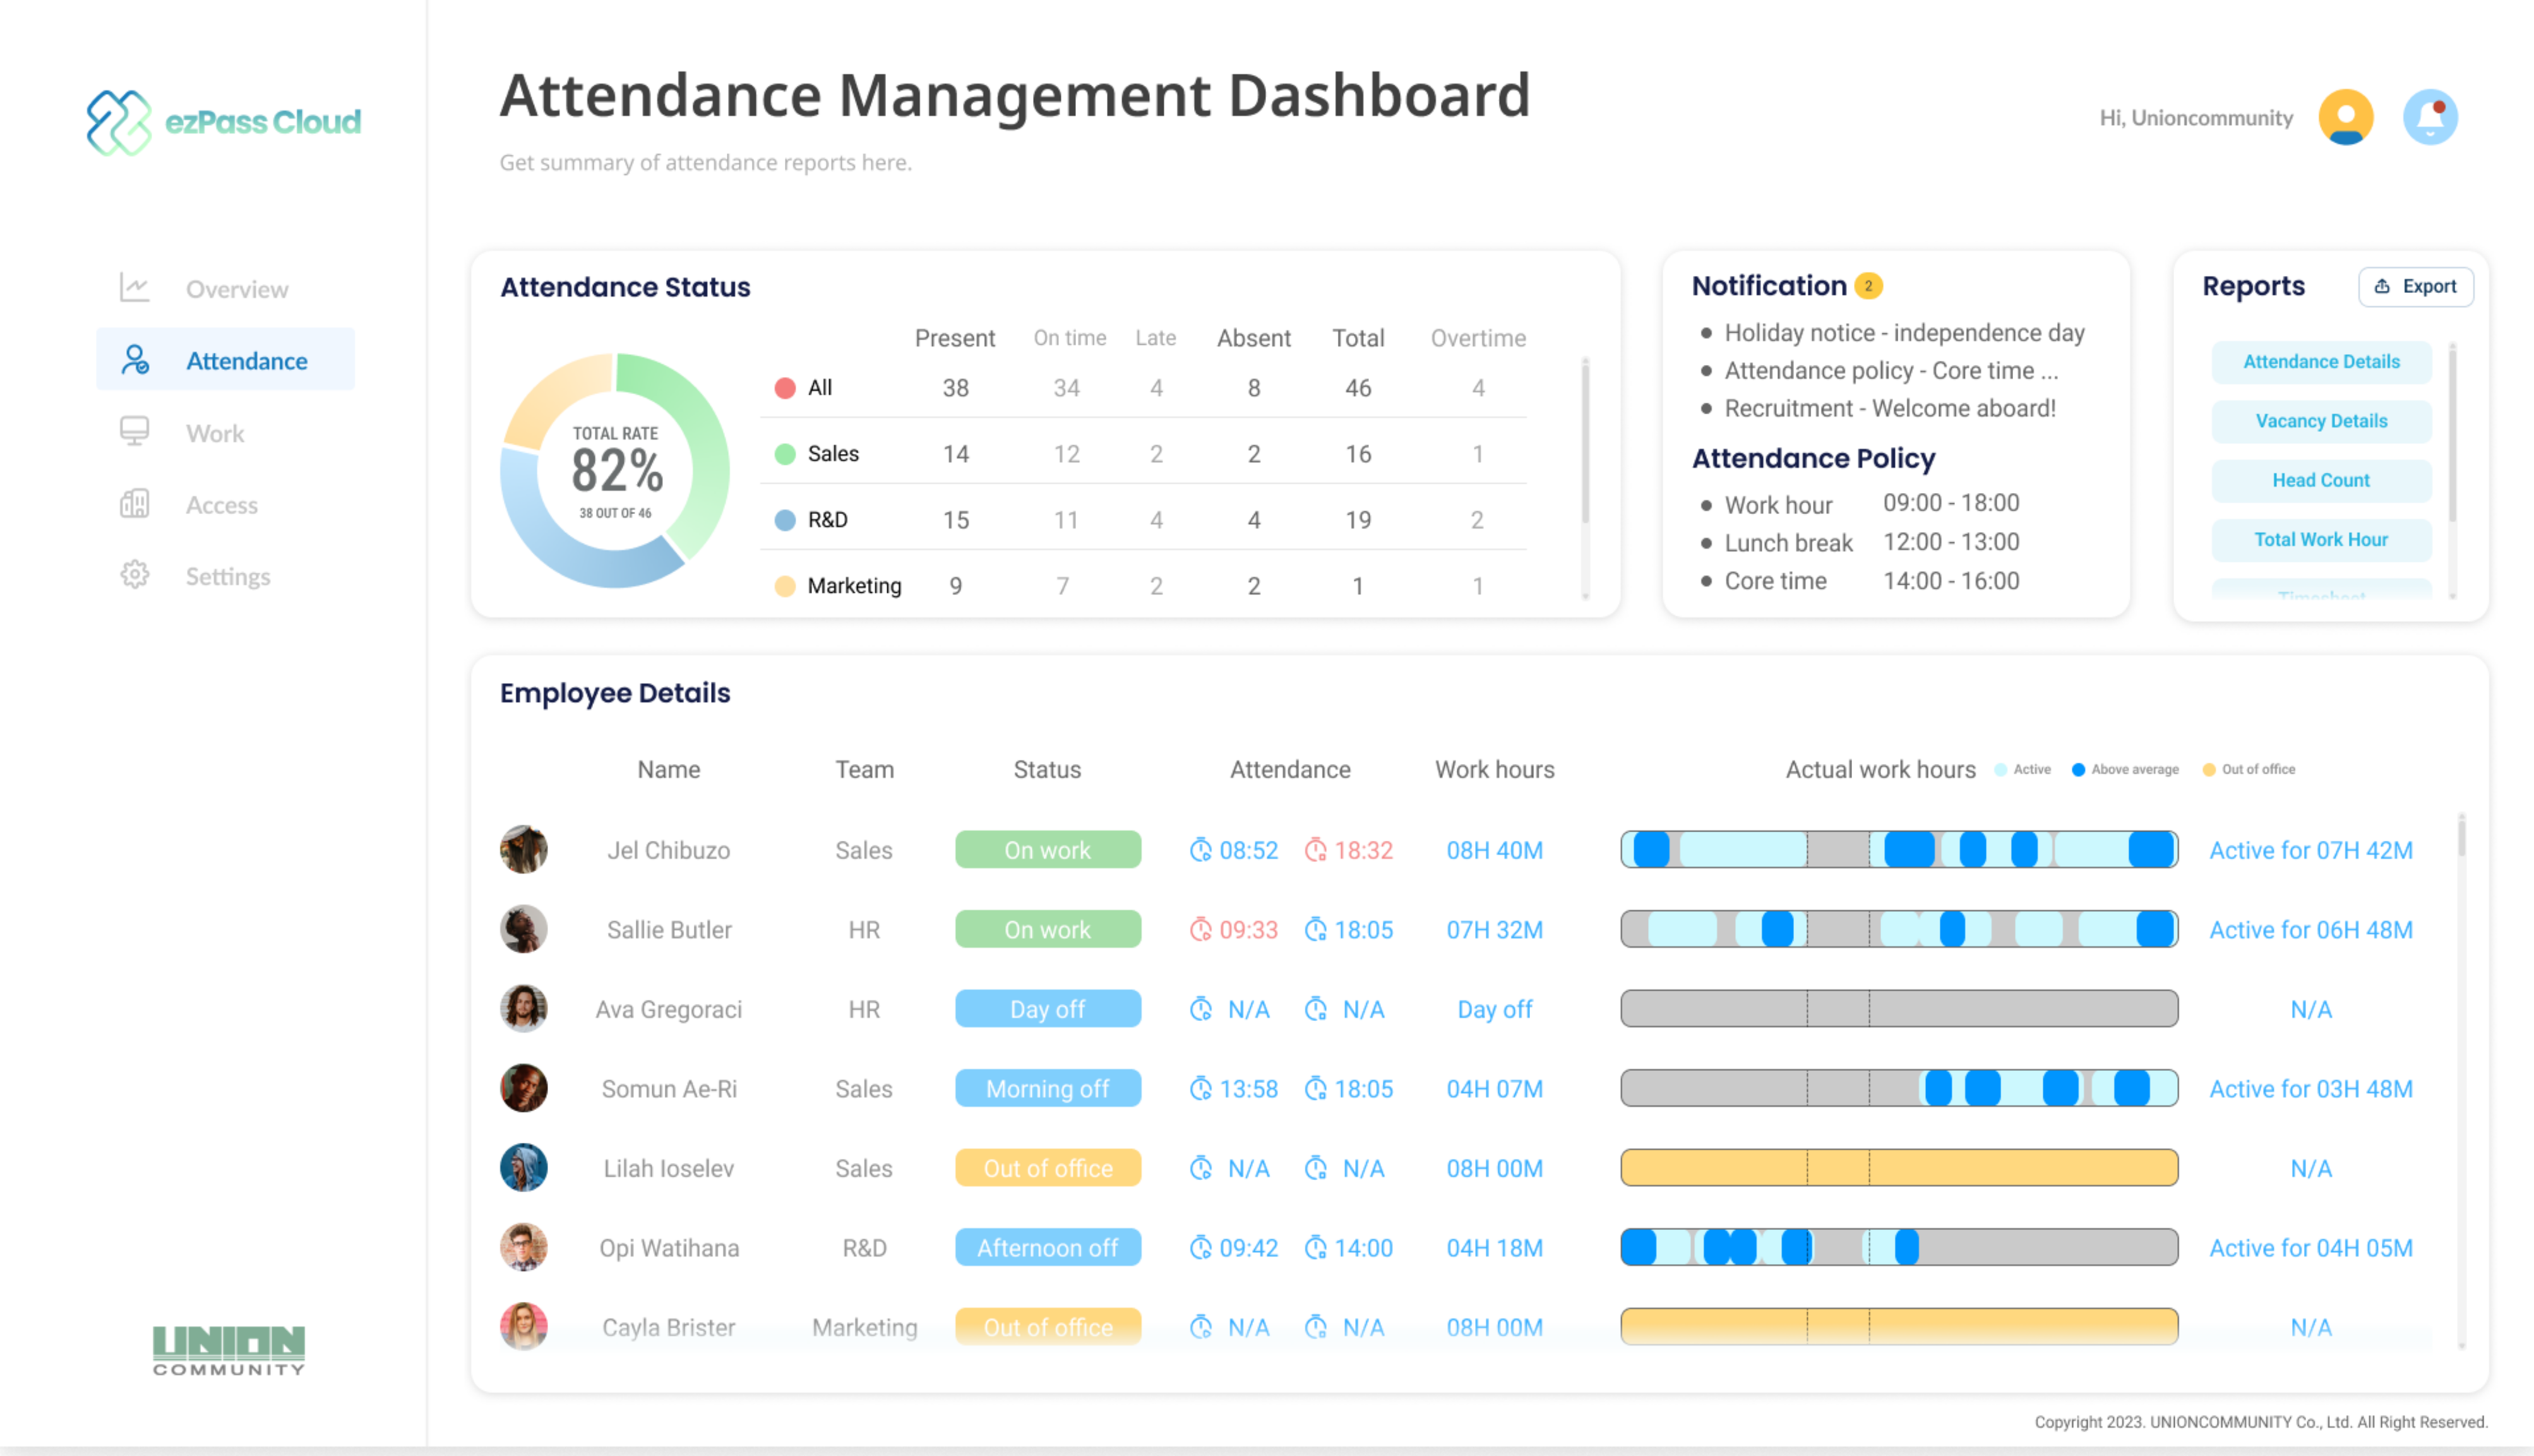 ezPass Cloud
Overview
Attendance
Work
Access
Settings
UNION
COMMUNITY
Attendance Management Dashboard
Get summary of attendance reports here.
Hi, Unioncommunity
Attendance Status
TOTAL RATE
82%
38 OUT OF 46
Present On time Late Absent Total Overtime
All 38 34 4 8 46 4
Sales 14 12 2 2 16 1
R&D 15 11 4 4 19 2
Marketing 9 7 2 2 1 1
Notification 2
Holiday notice - independence day
Attendance policy - Core time ...
Recruitment - Welcome aboard!
Attendance Policy
Work hour 09:00 - 18:00
Lunch break 12:00 - 13:00
Core time 14:00 - 16:00
Reports Export
Attendance Details
Vacancy Details
Head Count
Total Work Hour
Timesheet
Employee Details
Name Team Status Attendance Work hours Actual work hours Active Above average Out of office
Jel Chibuzo Sales On work 08:52 18:32 08H 40M Active for 07H 42M
Sallie Butler HR On work 09:33 18:05 07H 32M Active for 06H 48M
Ava Gregoraci HR Day off N/A N/A Day off N/A
Somun Ae-Ri Sales Morning off 13:58 18:05 04H 07M Active for 03H 48M
Lilah Ioselev Sales Out of office N/A N/A 08H 00M N/A
Opi Watihana R&D Afternoon off 09:42 14:00 04H 18M Active for 04H 05M
Cayla Brister Marketing Out of office N/A N/A 08H 00M N/A
Copyright 2023. UNIONCOMMUNITY Co., Ltd. All Right Reserved.